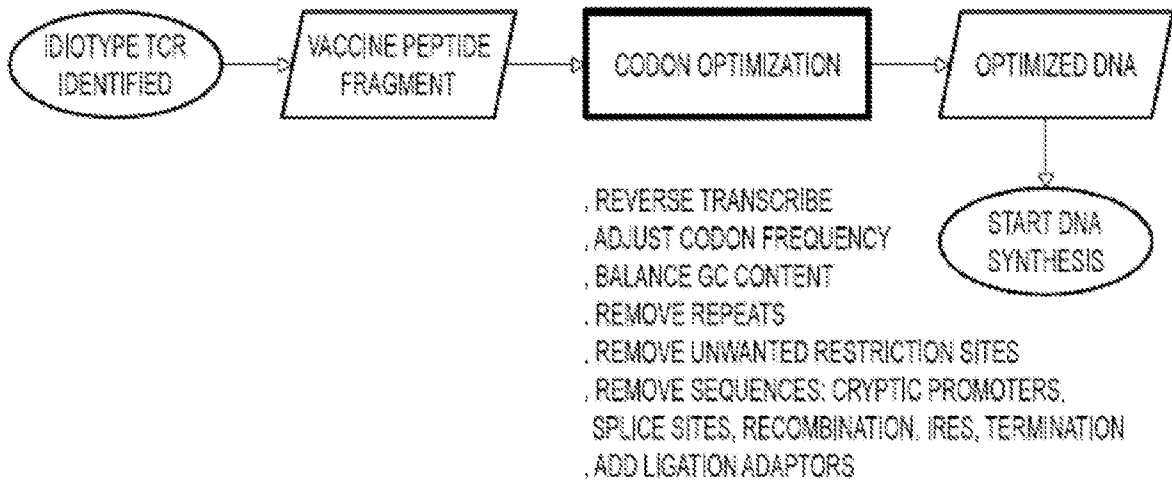 IDIOTYPE TCR
IDENTIFIED
VACCINE PEPTIDE
FRAGMENT
CODON OPTIMIZATION
OPTIMIZED DNA
START DNA
SYNTHESIS
. REVERSE TRANSCRIBE
. ADJUST CODON FREQUENCY
. BALANCE GC CONTENT
. REMOVE REPEATS
. REMOVE UNWANTED RESTRICTION SITES
. REMOVE SEQUENCES: CRYPTIC PROMOTERS,
SPLICE SITES, RECOMBINATION, IRES, TERMINATION
. ADD LIGATION ADAPTORS